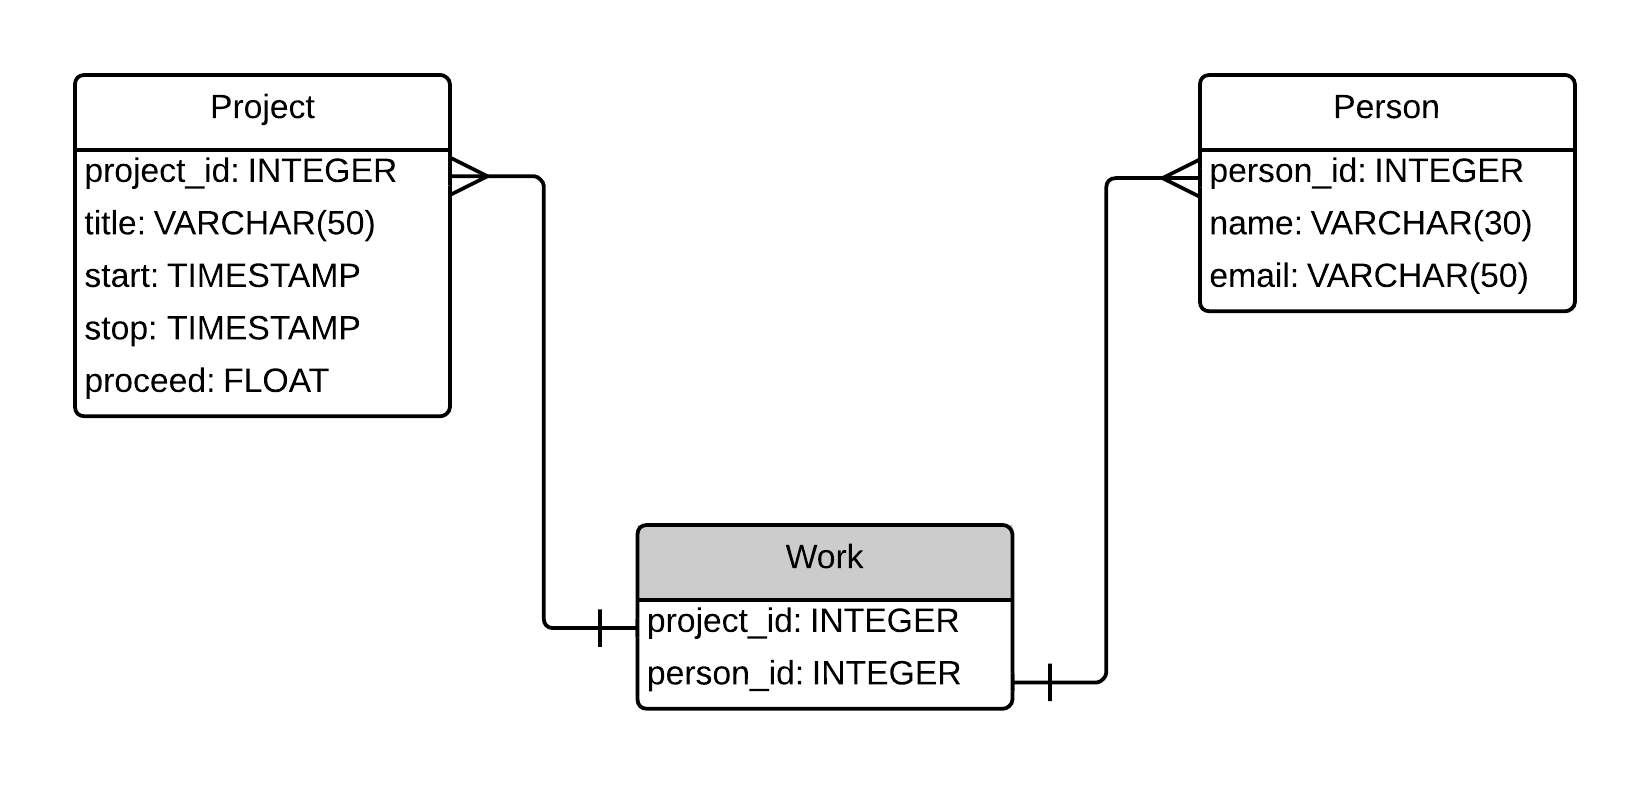 Project
project_id: INTEGER
title: VARCHAR(50)
start: TIMESTAMP
stop: TIMESTAMP
proceed: FLOAT
Person
person_id: INTEGER
name: VARCHAR(30)
email: VARCHAR(50)
Work
project_id: INTEGER
person_id: INTEGER